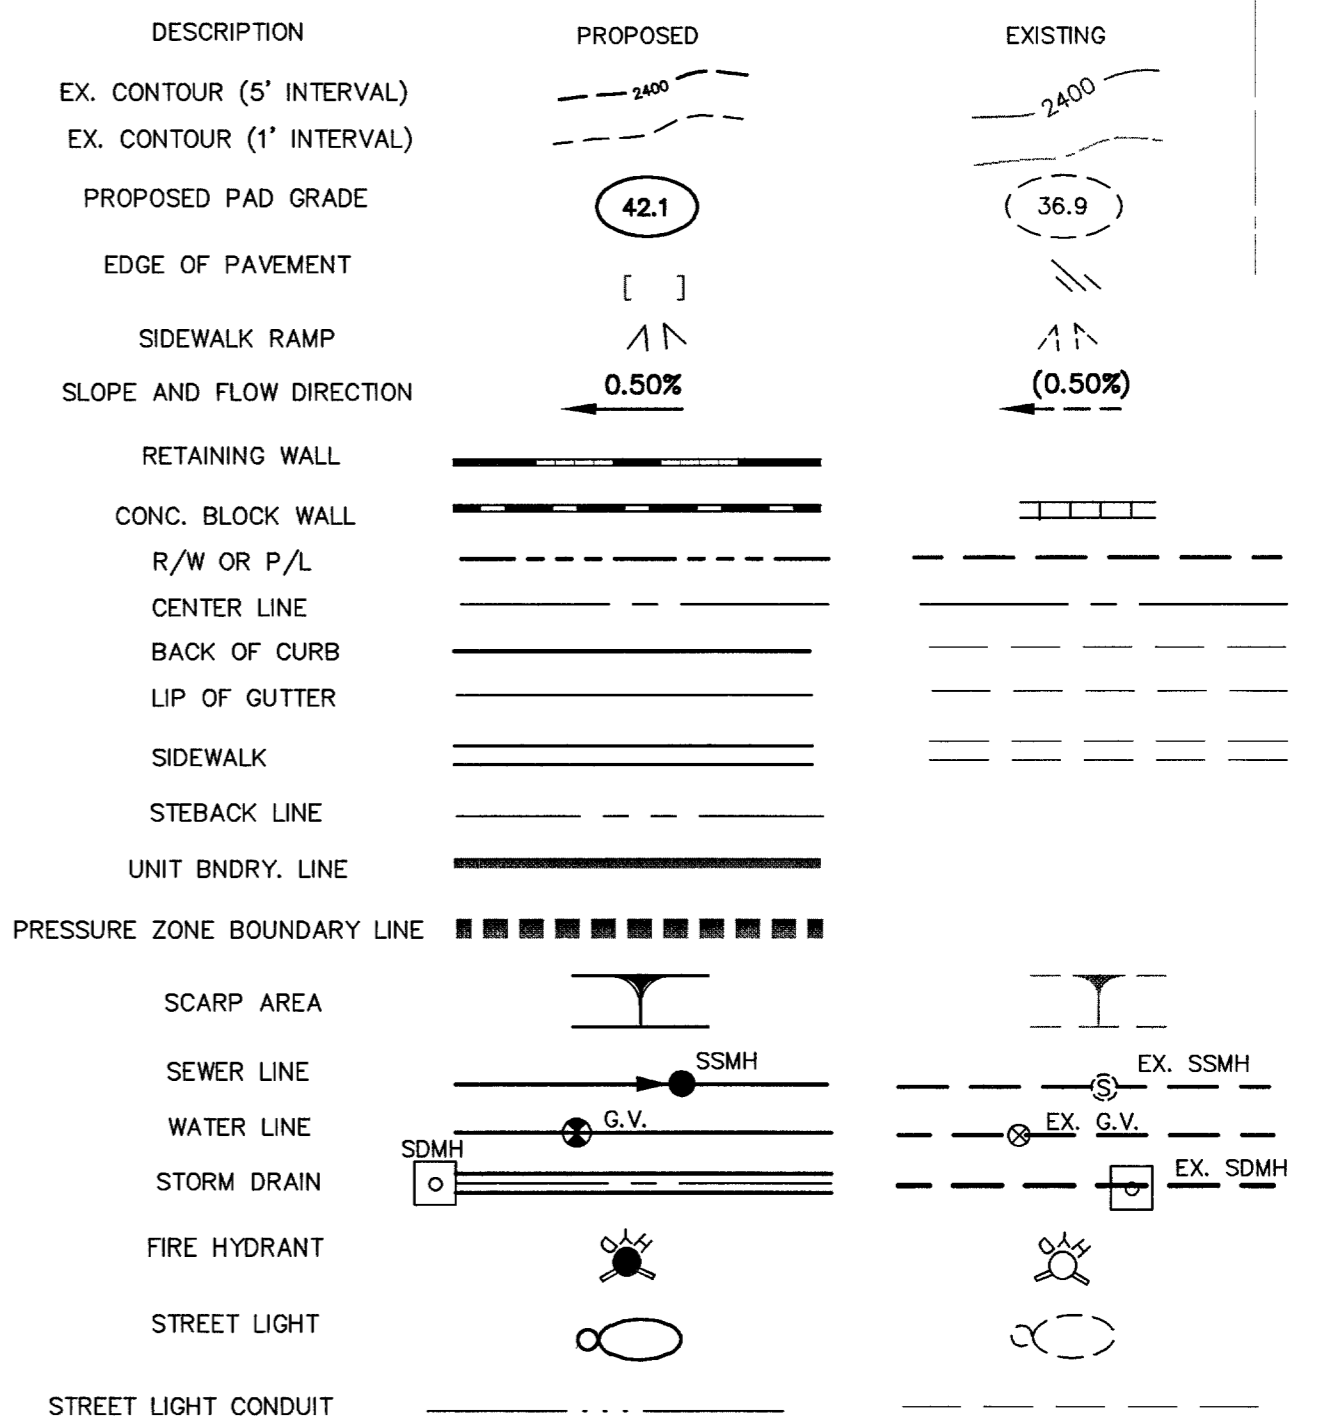 DESCRIPTION PROPOSED EXISTING
EX. CONTOUR (5' INTERVAL) 2400 2400
EX. CONTOUR (1' INTERVAL)
PROPOSED PAD GRADE 42.1 36.9
EDGE OF PAVEMENT [ ]
SIDEWALK RAMP
SLOPE AND FLOW DIRECTION 0.50% (0.50%)
RETAINING WALL
CONC. BLOCK WALL
R/W OR P/L
CENTER LINE
BACK OF CURB
LIP OF GUTTER
SIDEWALK
STEBACK LINE
UNIT BNDRY. LINE
PRESSURE ZONE BOUNDARY LINE
SCARP AREA
SEWER LINE SSMH EX. SSMH S
WATER LINE G.V. EX. G.V.
SDMH
STORM DRAIN EX. SDMH
FIRE HYDRANT HYD HYD
STREET LIGHT
STREET LIGHT CONDUIT